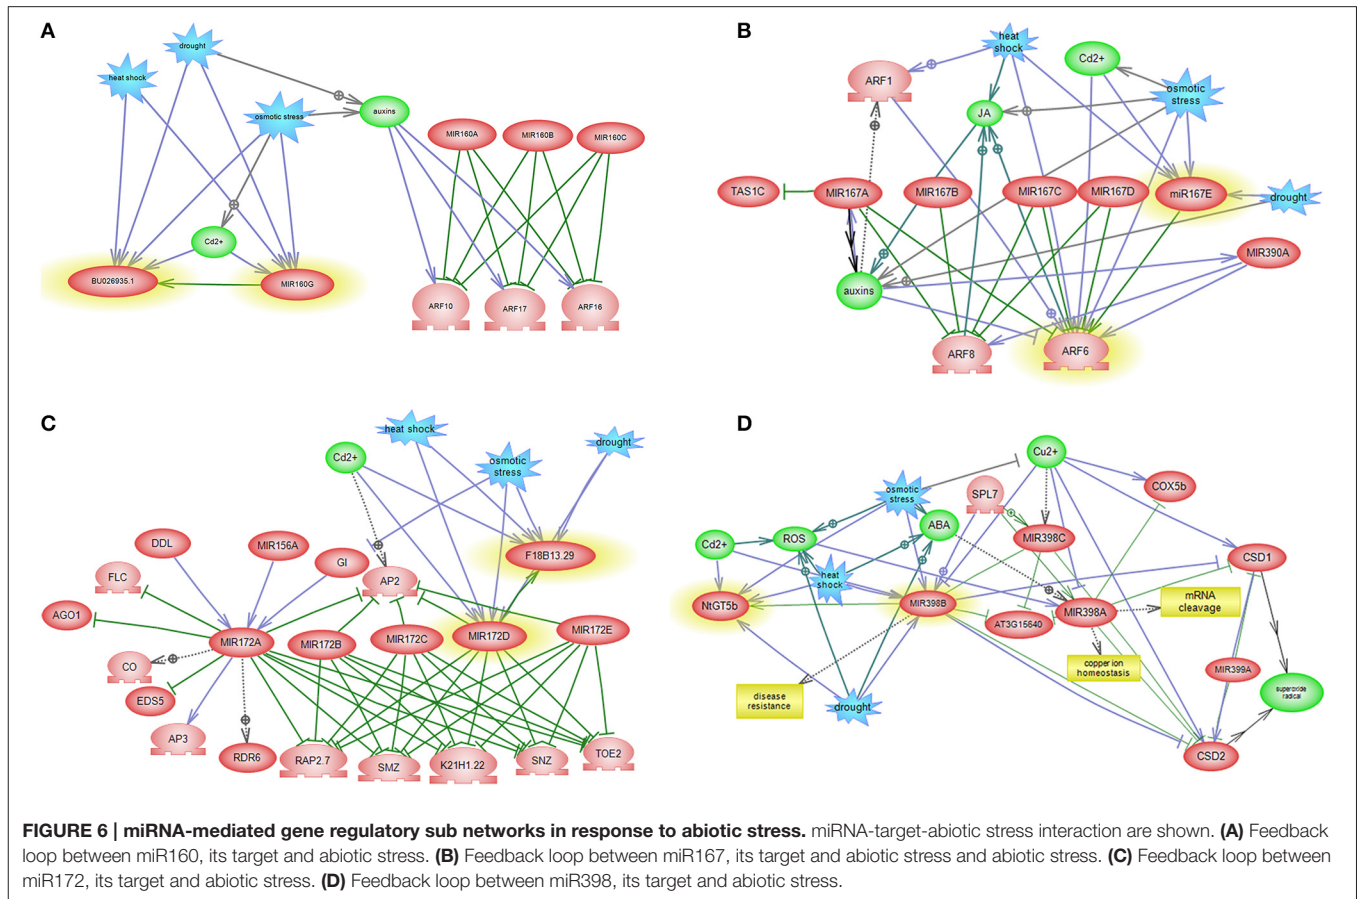 A
drought
heat shock
osmotic stress
auxins
MIR160A
MIR160B
MIR160C
Cd2+
BU026935.1
MIR160G
ARF10
ARF17
ARF16
B
heat
shock
Cd2+
ARF1
osmotic
stress
JA
TAS1C
MIR167A
MIR167B
MIR167C
MIR167D
miR167E
drought
MIR390A
auxins
ARF8
ARF6
C
heat shock
drought
Cd2+
osmotic
stress
DDL
MIR156A
GI
F18B13.29
FLC
AP2
AGO1
MIR172A
MIR172B
MIR172C
MIR172D
MIR172E
CO
EDS5
AP3
RDR6
RAP2.7
SMZ
K21H1.22
SNZ
TOE2
D
Cu2+
osmotic
stress
SPL7
COX5b
ABA
ROS
MIR398C
Cd2+
CSD1
heat
shock
NtGT5b
MIR398B
AT3G15640
MIR398A
mRNA
cleavage
copper ion
homeostasis
MIR399A
disease
resistance
drought
superoxide
radical
CSD2
FIGURE 6 | miRNA-mediated gene regulatory sub networks in response to abiotic stress. miRNA-target-abiotic stress interaction are shown. (A) Feedback
loop between miR160, its target and abiotic stress. (B) Feedback loop between miR167, its target and abiotic stress and abiotic stress. (C) Feedback loop between
miR172, its target and abiotic stress. (D) Feedback loop between miR398, its target and abiotic stress.